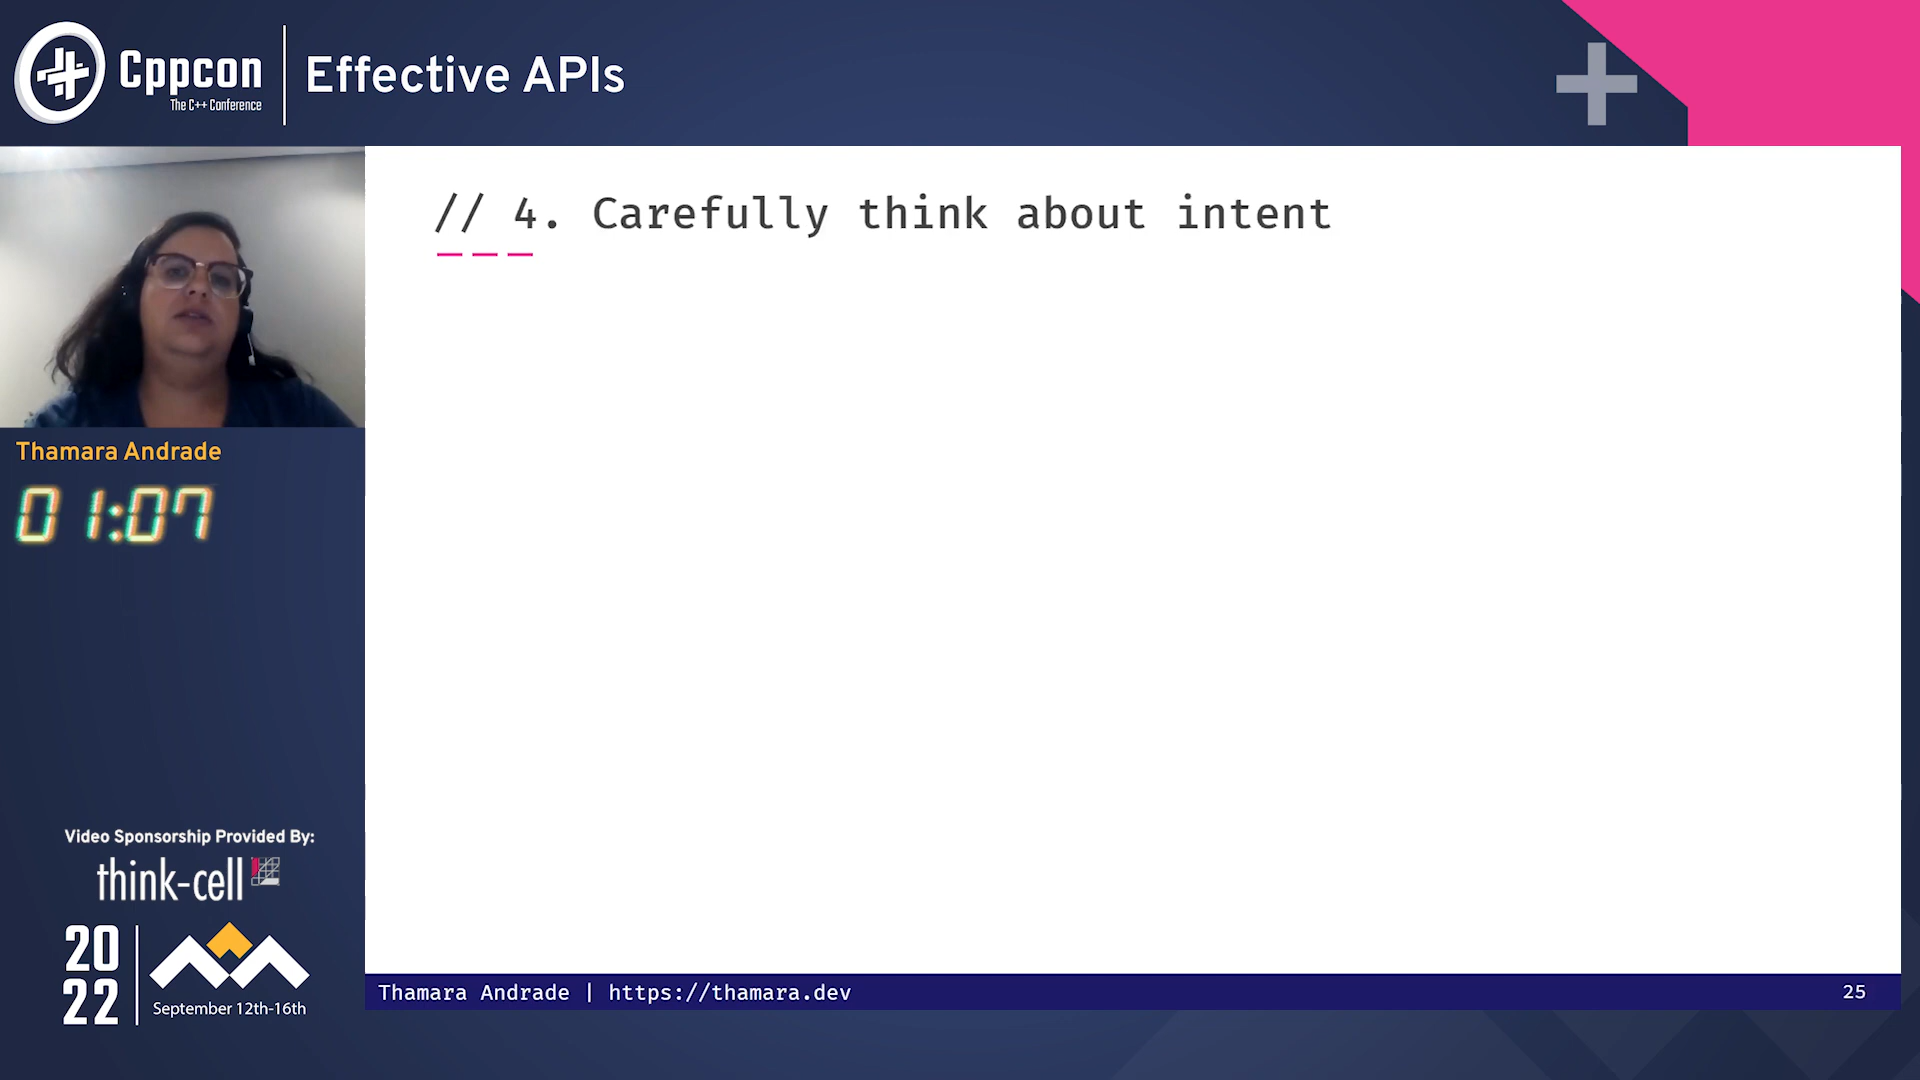 Cppcon
The C++ Conference
Effective APIs
// 4. Carefully think about intent
Thamara Andrade
01:07
Video Sponsorship Provided By:
think-cell
20
22
September 12th-16th
Thamara Andrade | https://thamara.dev
25